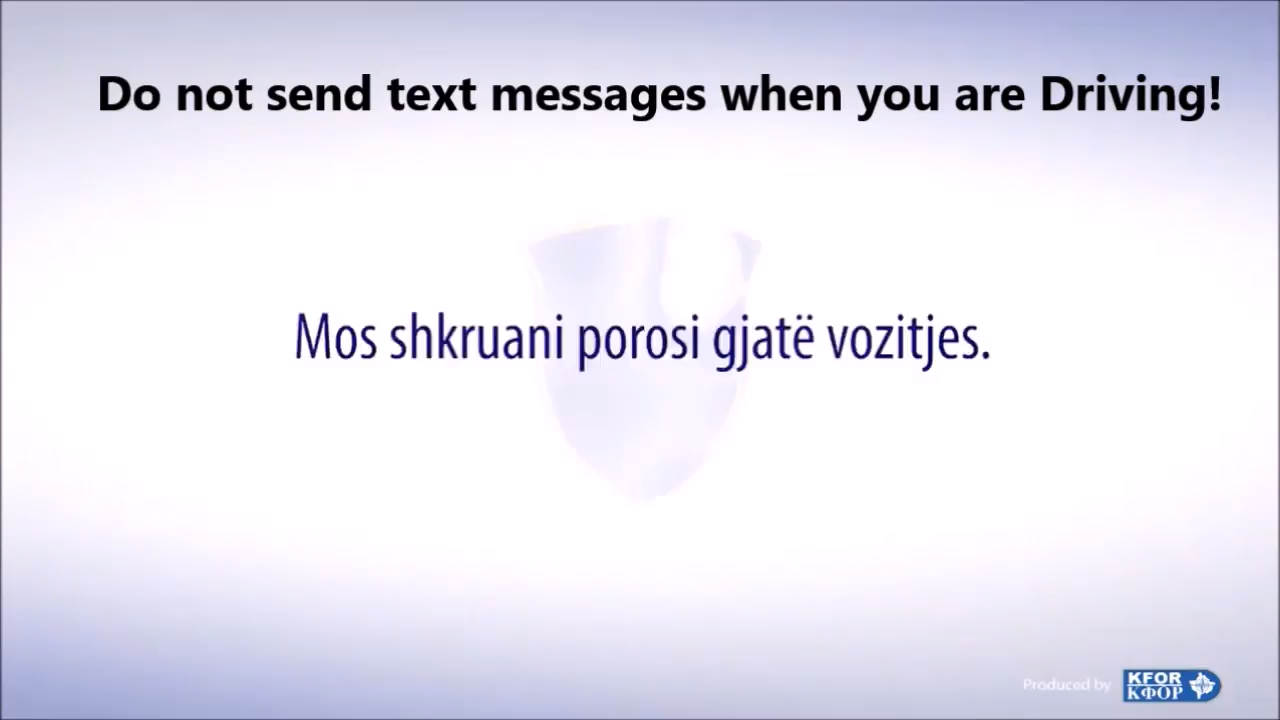 Do not send text messages when you are Driving!
Mos shkruani porosi gjatë vozitjes.
Produced by
KFOR
КФОР